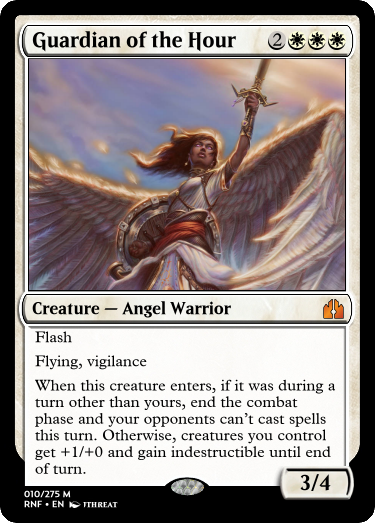 Guardian of the Hour 2
Creature — Angel Warrior
Flash
Flying, vigilance
When this creature enters, if it was during a
turn other than yours, end the combat
phase and your opponents can't cast spells
this turn. Otherwise, creatures you control
get +1/+0 and gain indestructible until end
of turn.
3/4
010/275 M
RNF • EN JTHREAT